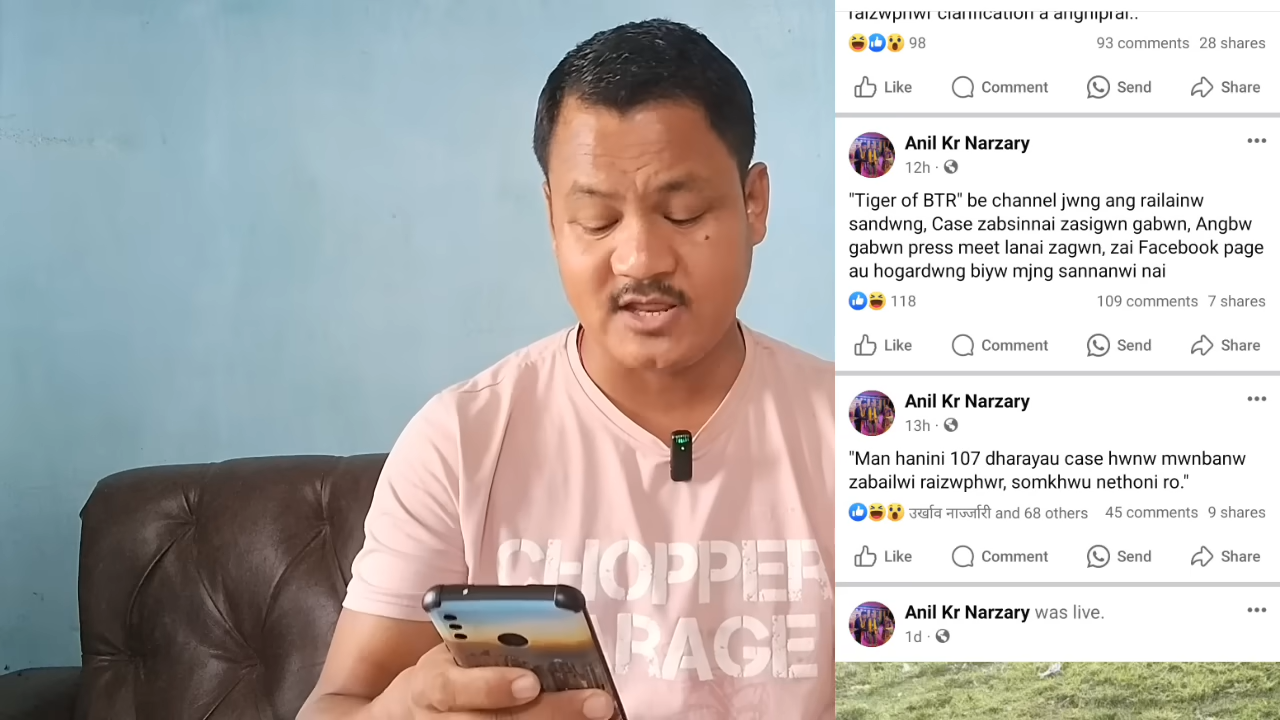 CHOPPER
raizwphwr clarification a anghipral..
98 93 comments 28 shares
Like Comment Send Share
Anil Kr Narzary
12h ·
"Tiger of BTR" be channel jwng ang railainw
sandwng, Case zabsinnai zasigwn gabwn, Angbw
gabwn press meet lanai zagwn, zai Facebook page
au hogardwng biyw mjng sannanwi nai
118 109 comments 7 shares
Like Comment Send Share
Anil Kr Narzary
13h ·
"Man hanini 107 dharayau case hwnw mwnbanw
zabailwi raizwphwr, somkhwu nethoni ro."
उर्खाव नार्ज्जारी and 68 others 45 comments 9 shares
Like Comment Send Share
Anil Kr Narzary was live.
1d ·